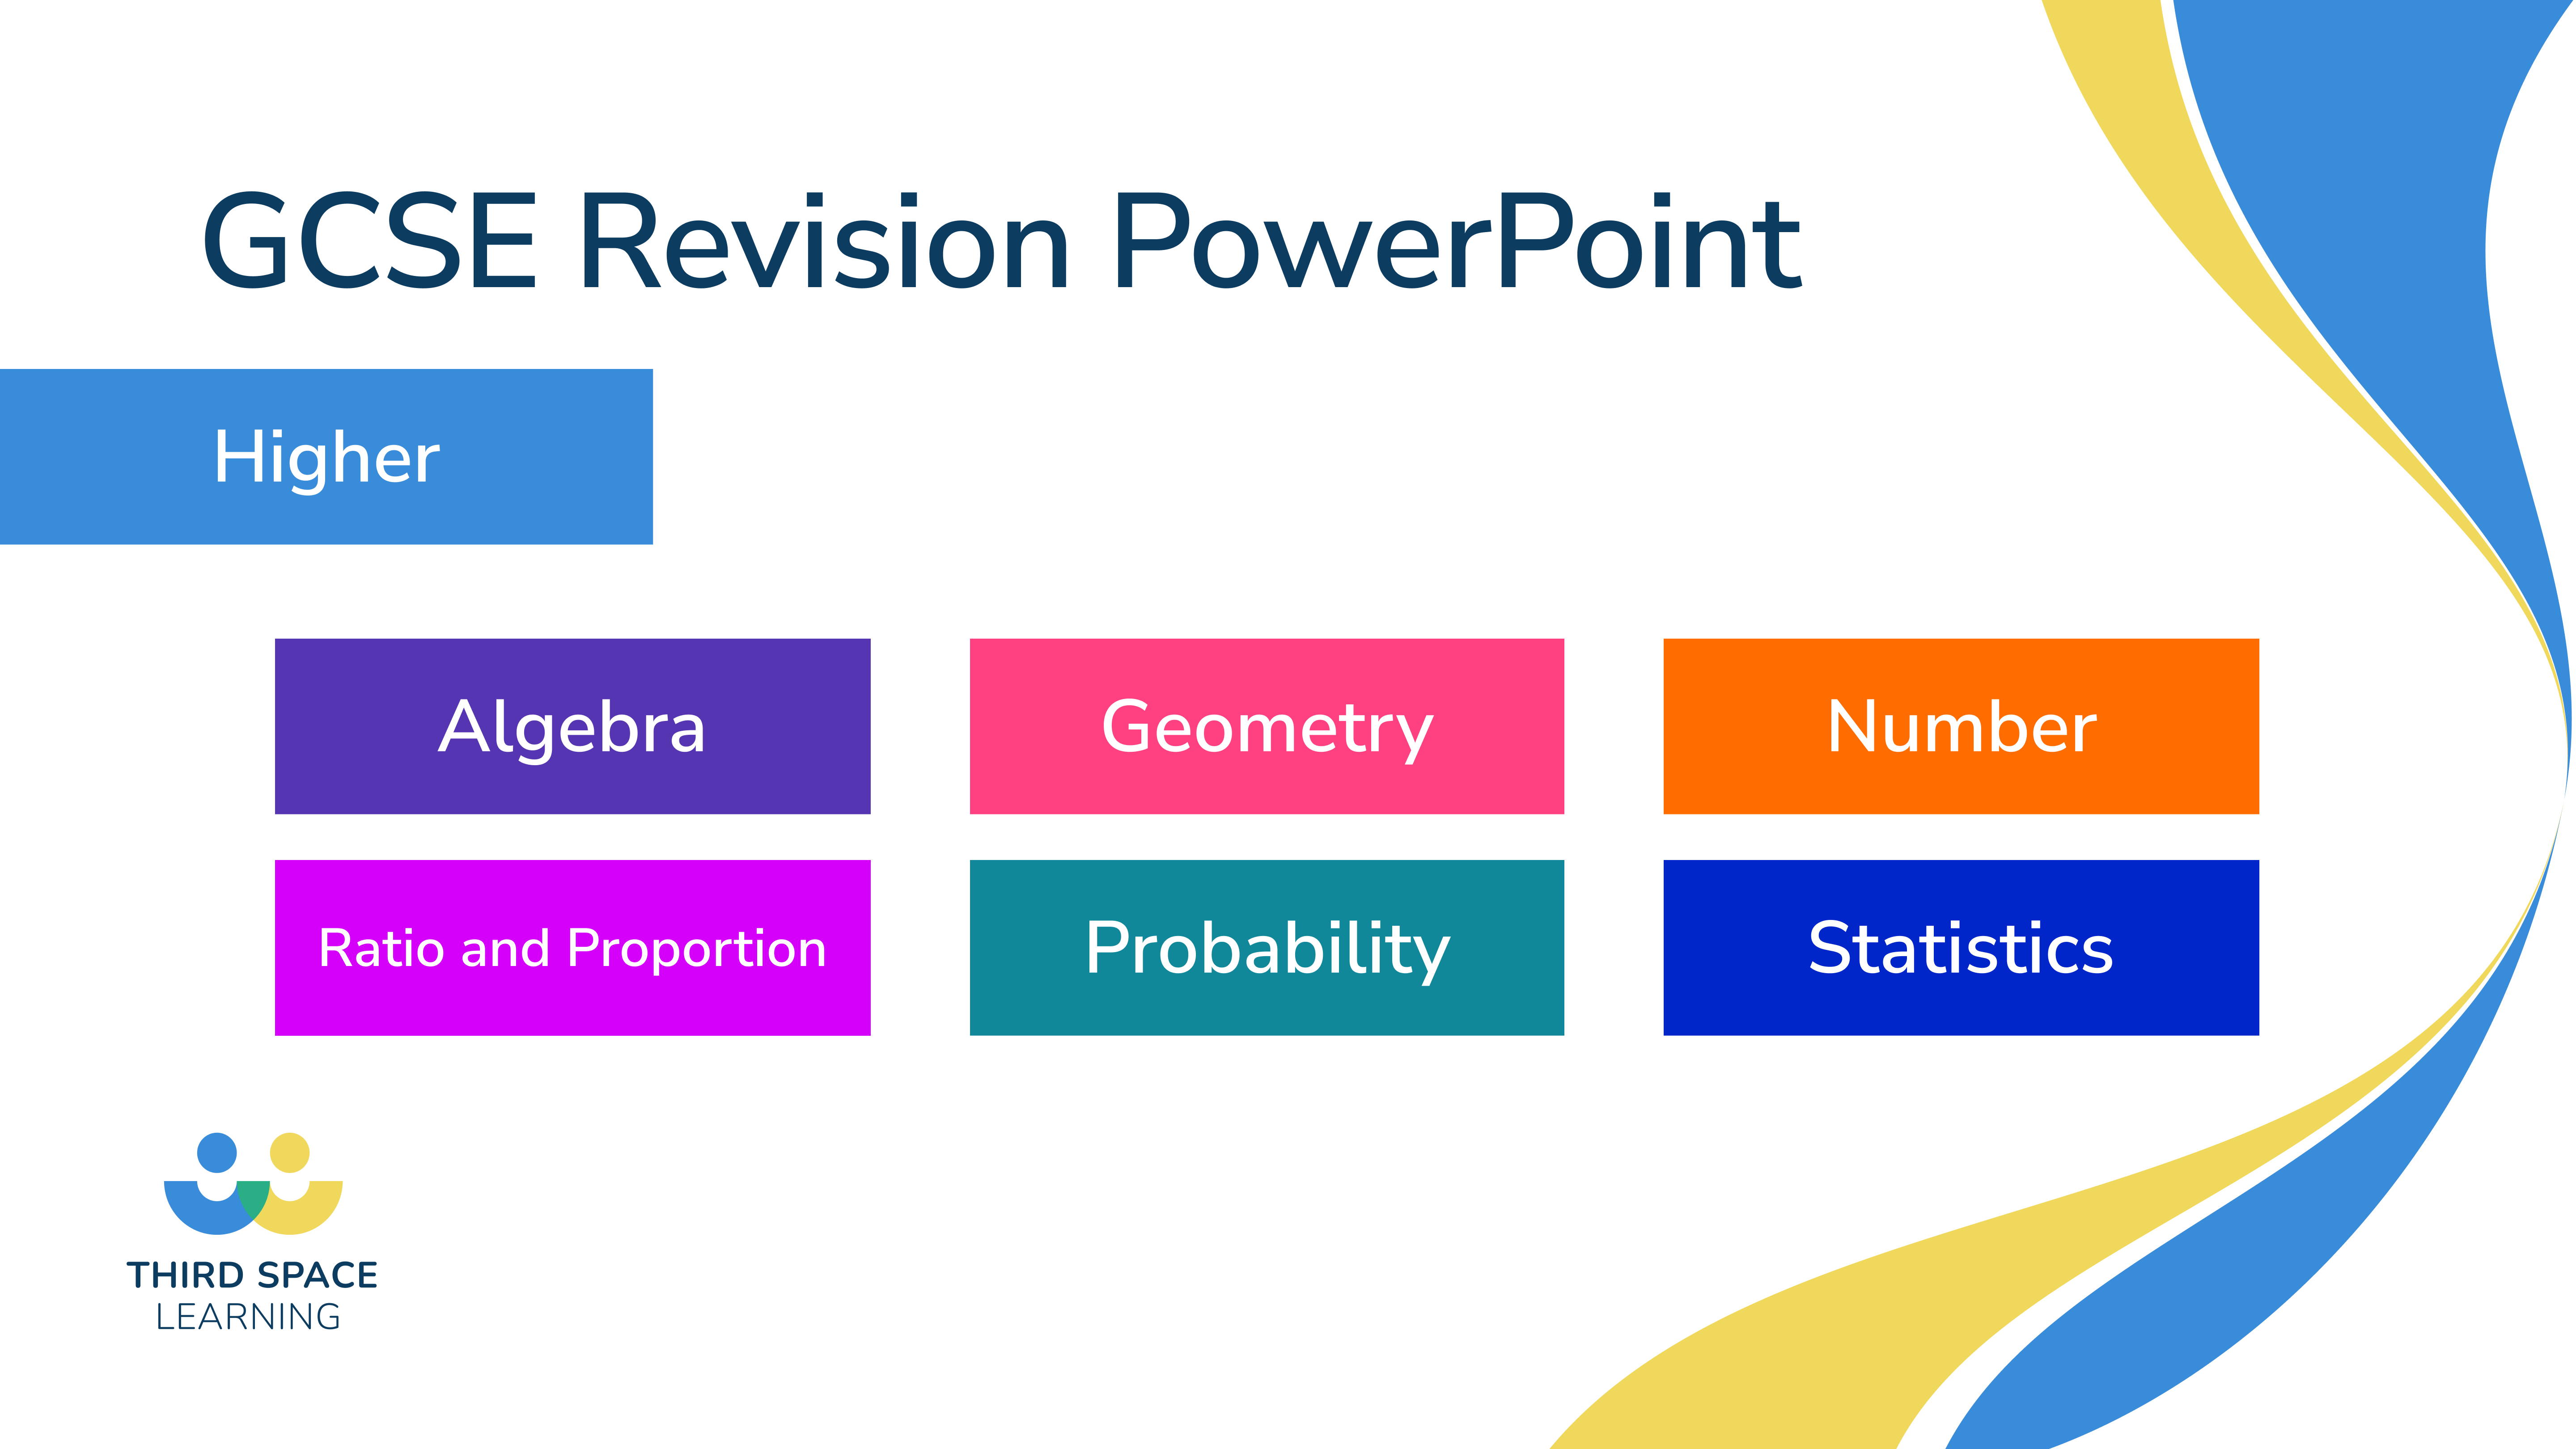 GCSE Revision PowerPoint
Higher
Algebra
Geometry
Number
Ratio and Proportion
Probability
Statistics
THIRD SPACE
LEARNING